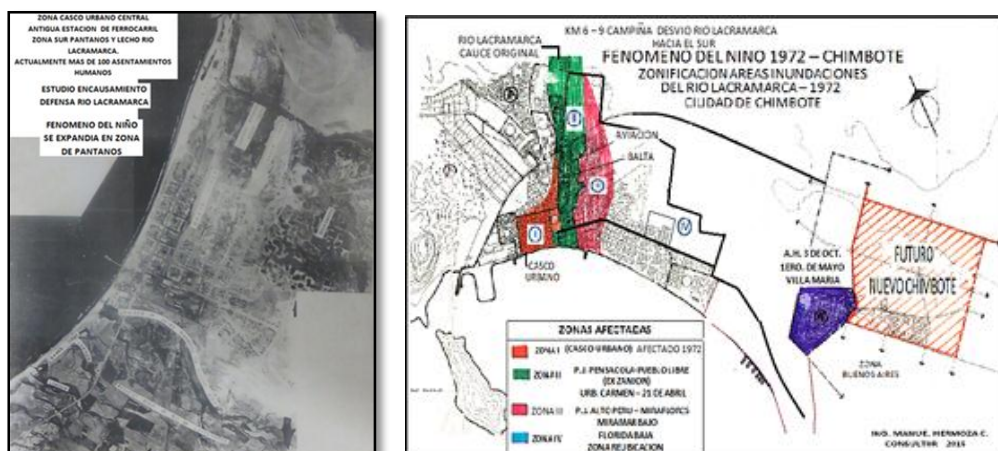 ZONA CASCO URBANO CENTRAL
ANTIGUA ESTACION DE FERROCARRIL
ZONA SUR PANTANOS Y LECHO RIO
LACRAMARCA.
ACTUALMENTE MAS DE 100 ASENTAMIENTOS
HUMANOS
ESTUDIO ENCAUSAMIENTO
DEFENSA RIO LACRAMARCA
FENOMENO DEL NIÑO
SE EXPANDIA EN ZONA
DE PANTANOS
KM 6 – 9 CAMPIÑA DESVIO RIO LACRAMARCA
HACIA EL SUR
RIO LACRAMARCA
CAUCE ORIGINAL
FENOMENO DEL NINO 1972 – CHIMBOTE
ZONIFICACION AREAS INUNDACIONES
DEL RIO LACRAMARCA – 1972
CIUDAD DE CHIMBOTE
II
AVIACION
BALTA
I
IV
CASCO
URBANO
A.H. 3 DE OCT.
1ERO. DE MAYO
VILLA MARIA
FUTURO
NUEVO CHIMBOTE
ZONA
BUENOS AIRES
ZONAS AFECTADAS
ZONA I (CASCO URBANO) AFECTADO 1972
ZONA II P.J. PENSACOLA-PUEBLO LIBRE
(EX ZANJON)
URB. CARMEN – 21 DE ABRIL
ZONA III P.J. ALTO PERU – MIRAFLORES
MIRAMAR BAJO
ZONA IV FLORIDA BAJA
ZONA REUBICACION
ING. MANUEL HERMOZA C.
CONSULTOR 2015